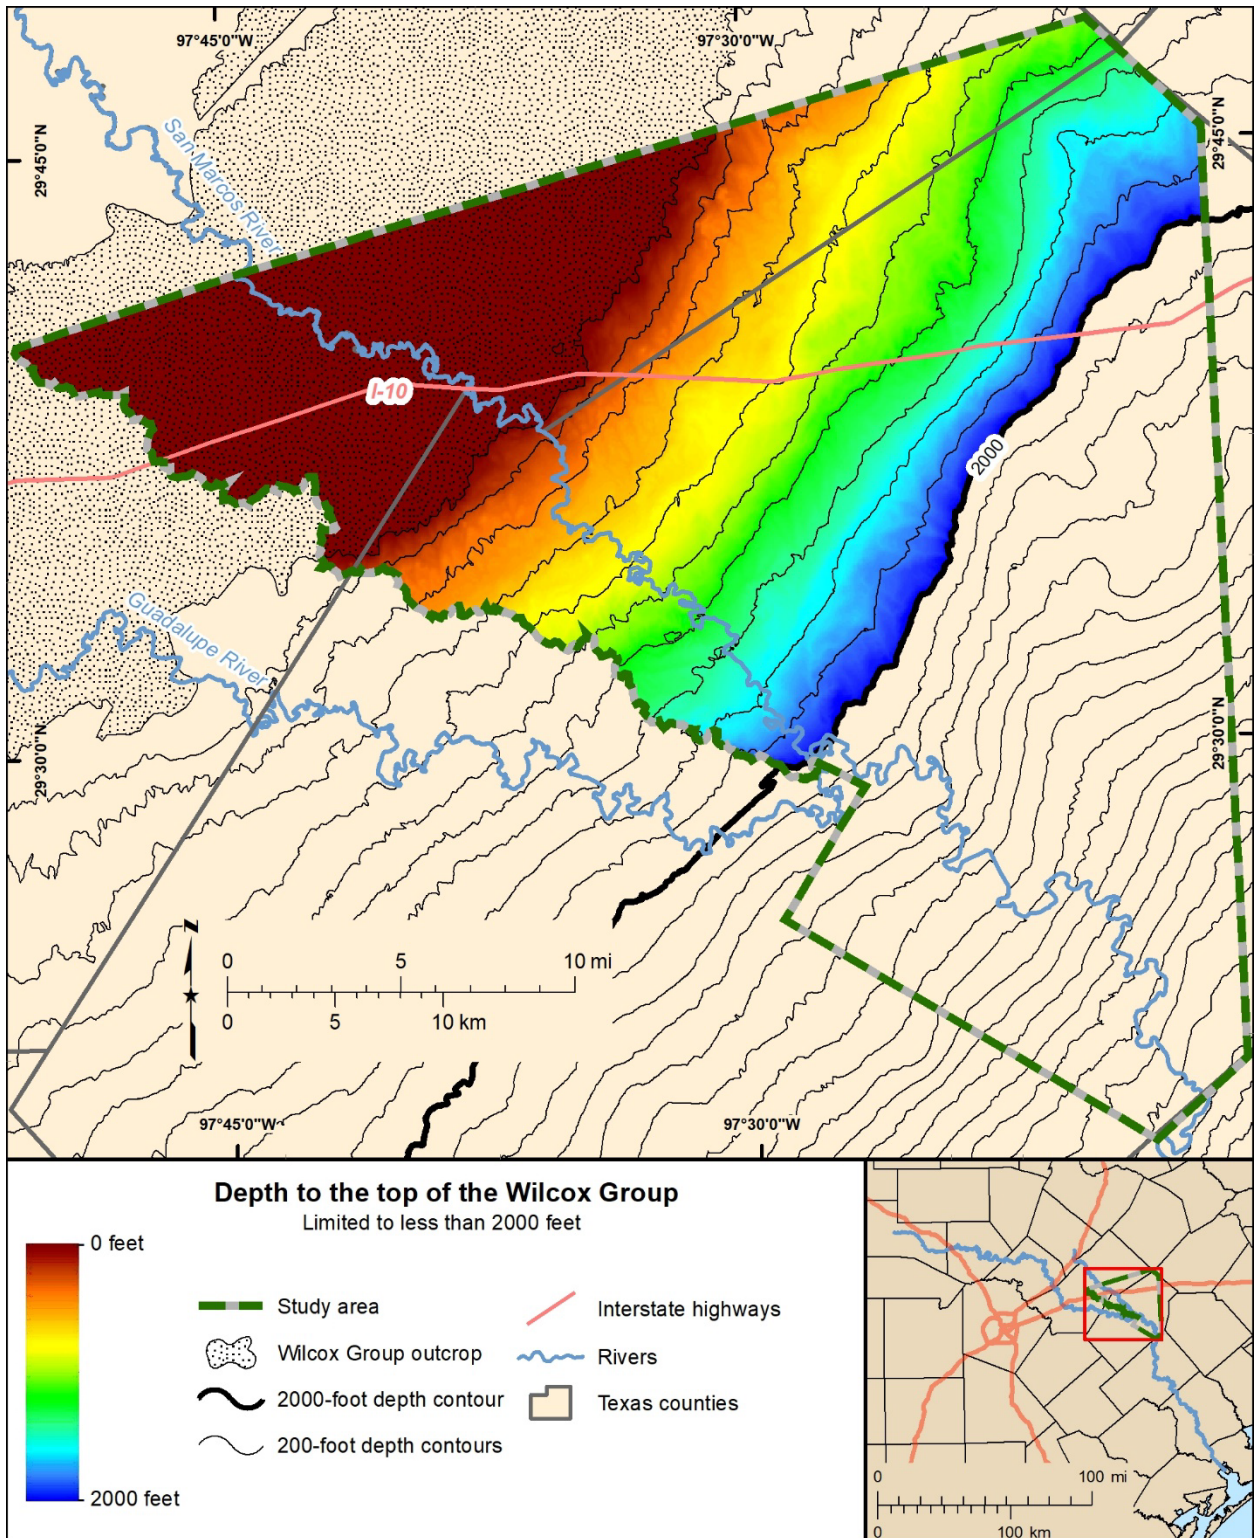 97°45'0"W
97°30'0"W
29°45'0"N
29°45'0"N
San Marcos River
I-10
2000
Guadalupe River
29°30'0"N
29°30'0"N
N
0 5 10 mi
0 5 10 km
97°45'0"W
97°30'0"W
Depth to the top of the Wilcox Group
Limited to less than 2000 feet
0 feet
2000 feet
Study area
Wilcox Group outcrop
2000-foot depth contour
200-foot depth contours
Interstate highways
Rivers
Texas counties
0 100 mi
0 100 km